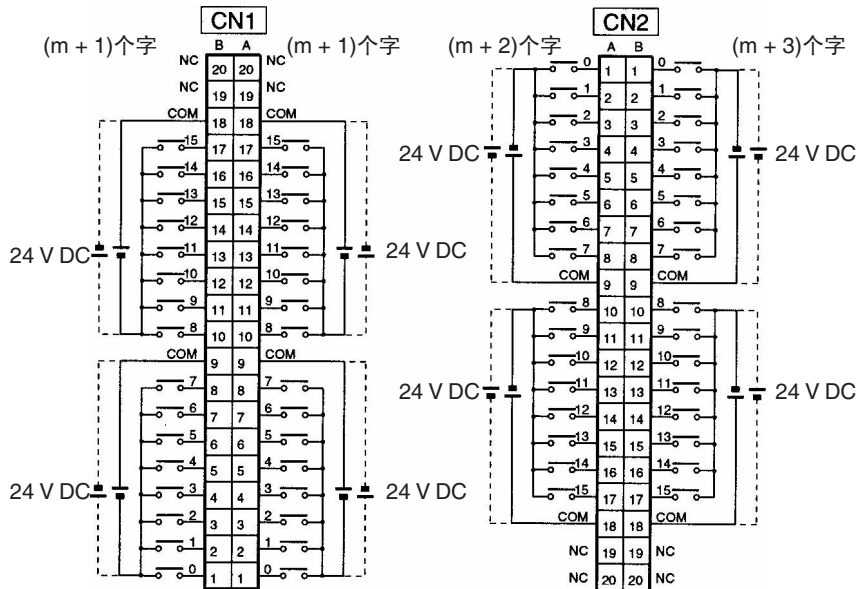 CN1
(m + 1)个字 B A (m + 1)个字
NC 20 20 NC
NC 19 19 NC
COM 18 18 COM
15 17 17 15
14 16 16 14
13 15 15 13
12 14 14 12
24 V DC 11 13 13 11 24 V DC
10 12 12 10
9 11 11 9
8 10 10 8
COM 9 9 COM
7 8 8 7
6 7 7 6
5 6 6 5
4 5 5 4
24 V DC 3 4 4 3 24 V DC
2 3 3 2
1 2 2 1
0 1 1 0
CN2
(m + 2)个字 A B (m + 3)个字
0 1 1 0
1 2 2 1
2 3 3 2
24 V DC 3 4 4 3 24 V DC
4 5 5 4
5 6 6 5
6 7 7 6
7 8 8 7
COM 9 9 COM
8 10 10 8
9 11 11 9
10 12 12 10
24 V DC 11 13 13 11 24 V DC
12 14 14 12
13 15 15 13
14 16 16 14
15 17 17 15
COM 18 18 COM
NC 19 19 NC
NC 20 20 NC